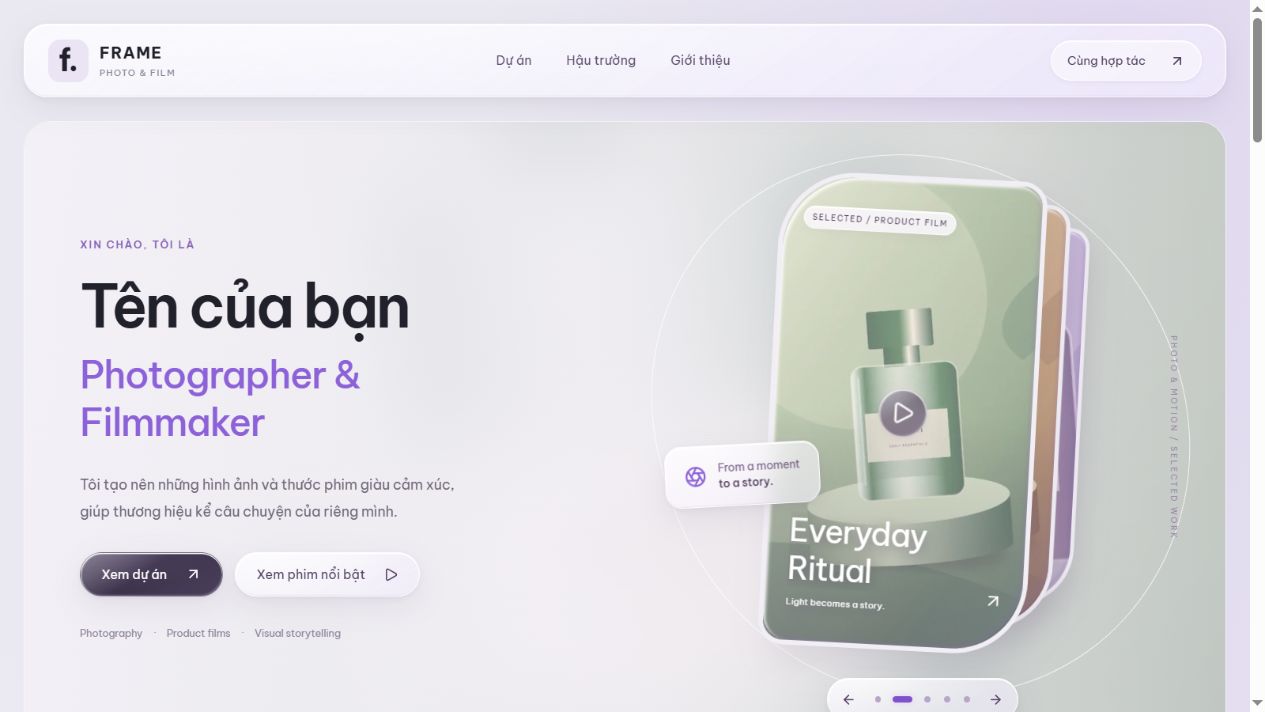 f.
FRAME
PHOTO & FILM
Dự án
Hậu trường
Giới thiệu
Cùng hợp tác
XIN CHÀO, TÔI LÀ
Tên của bạn
Photographer &
Filmmaker
Tôi tạo nên những hình ảnh và thước phim giàu cảm xúc,
giúp thương hiệu kể câu chuyện của riêng mình.
Xem dự án
Xem phim nổi bật
Photography · Product films · Visual storytelling
SELECTED / PRODUCT FILM
From a moment
to a story.
Everyday
Ritual
Light becomes a story.
PHOTO & MOTION / SELECTED WORK